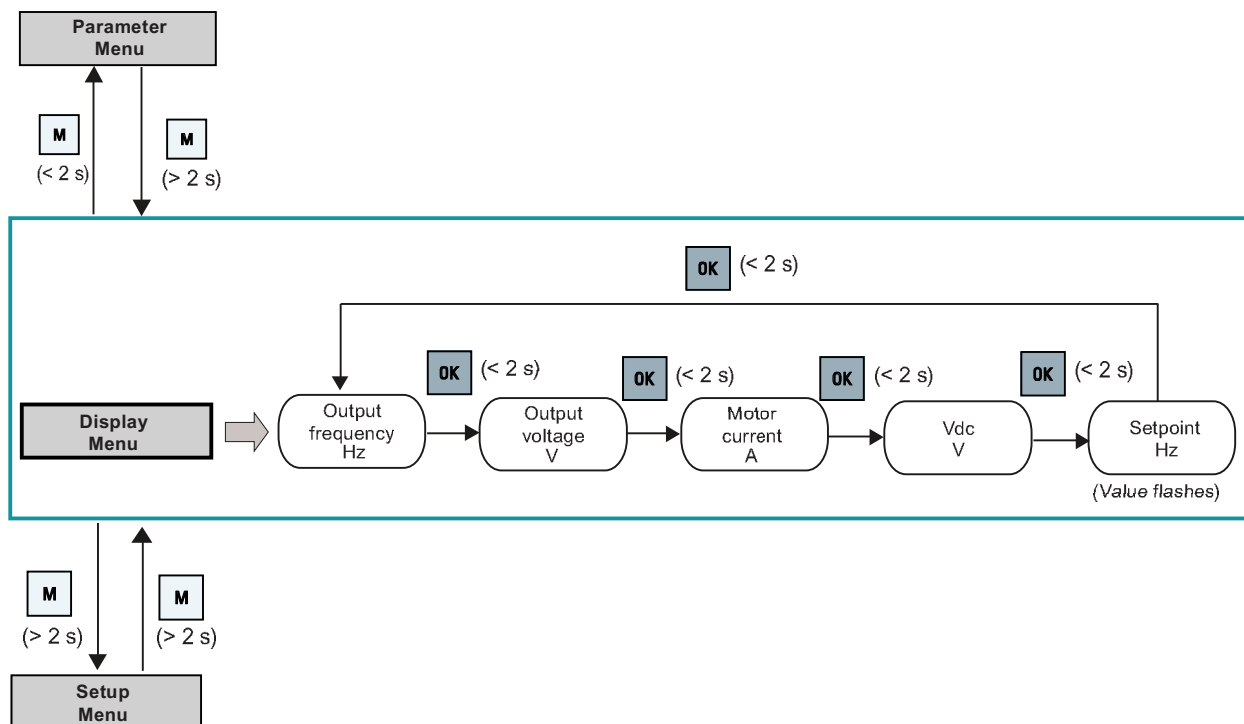 Parameter
Menu
M
(< 2 s)
M
(> 2 s)
OK (< 2 s)
OK (< 2 s)
OK (< 2 s)
OK (< 2 s)
OK (< 2 s)
Display
Menu
Output
frequency
Hz
Output
voltage
V
Motor
current
A
Vdc
V
Setpoint
Hz
(Value flashes)
M
(> 2 s)
M
(> 2 s)
Setup
Menu